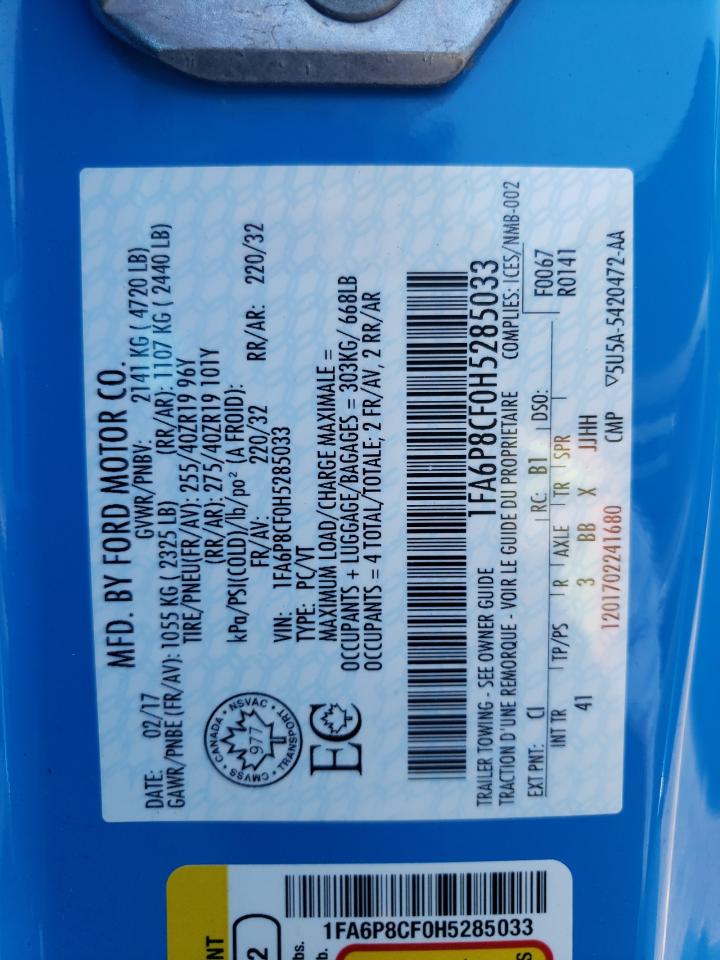 MFD. BY FORD MOTOR CO.
DATE: 02/17 GVWR/PNBV: 2141 KG ( 4720 LB)
GAWR/PNBE (FR/AV): 1055 KG ( 2325 LB) (RR/AR): 1107 KG ( 2440 LB)
TIRE/PNEU(FR/AV): 255/40ZR19 96Y
(RR/AR): 275/40ZR19 101Y
kPa/PSI(COLD)/lb/po² (A FROID):
FR/AV: 220/32 RR/AR: 220/32
VIN: 1FA6P8CF0H5285033
TYPE: PC/VT
MAXIMUM LOAD/CHARGE MAXIMALE =
OCCUPANTS + LUGGAGE/BAGAGES = 303KG/ 668LB
OCCUPANTS = 4 TOTAL/TOTALE; 2 FR/AV, 2 RR/AR
CANADA · NSVAC · TRANSPORT · CMVSS
977
EC
1FA6P8CF0H5285033
TRAILER TOWING - SEE OWNER GUIDE
TRACTION D'UNE REMORQUE - VOIR LE GUIDE DU PROPRIETAIRE COMPLIES: ICES/NMB-002
EXT PNT: CI RC: B1 DSO: F0067
R0141
INT TR TP/PS R AXLE TR SPR
41 3 BB X JJHH
1201702241680 CMP ▽5U5A-5420472-AA
1FA6P8CF0H5285033
NT
2
bs.
b.
s